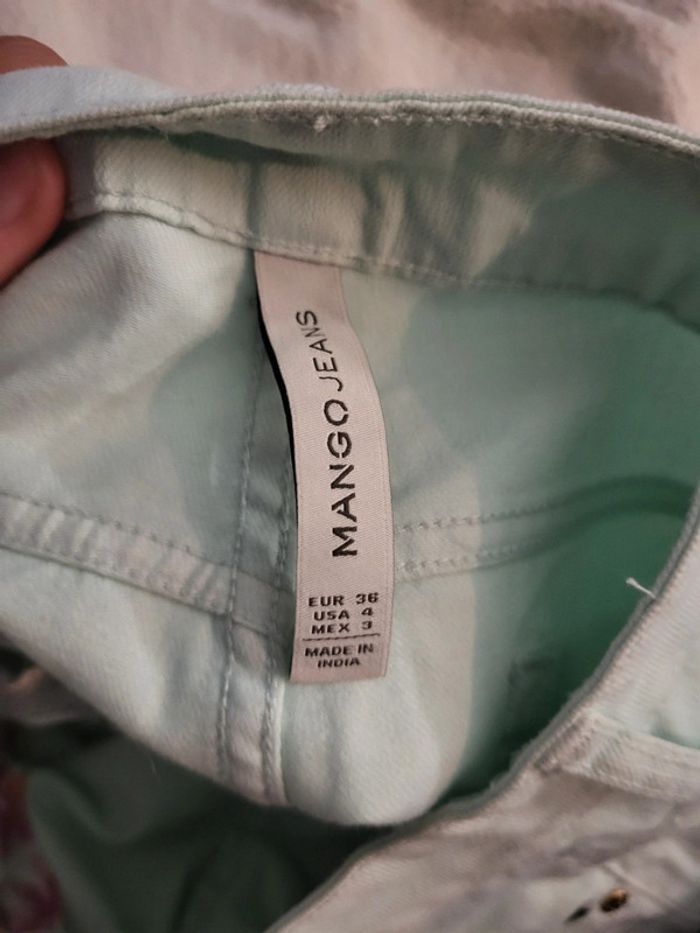 MANGO JEANS
EUR 36
USA 4
MEX 3
MADE IN
INDIA